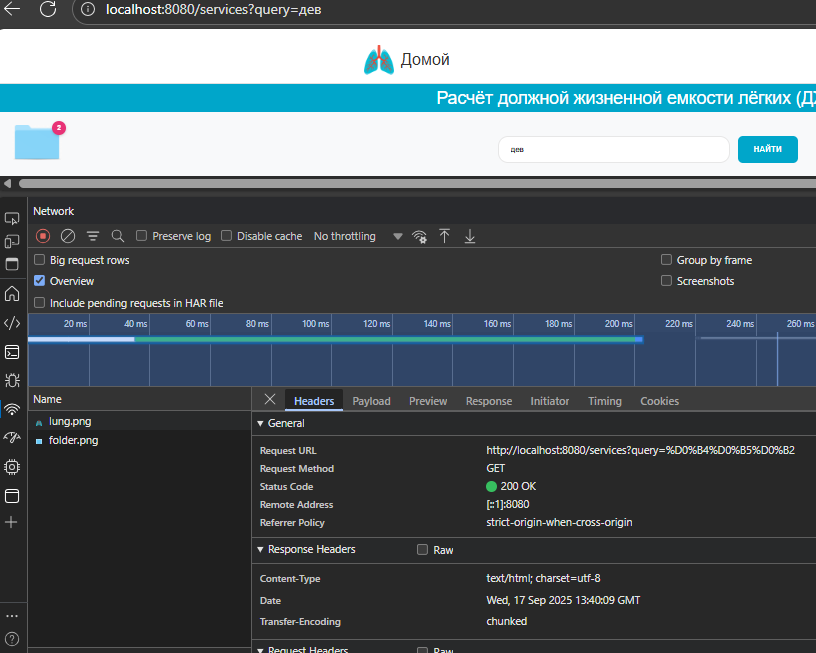 localhost:8080/services?query=дев
Домой
Расчёт должной жизненной емкости лёгких (ДЖ
2
дев
НАЙТИ
Network
Preserve log Disable cache No throttling
Big request rows Group by frame
Overview Screenshots
Include pending requests in HAR file
20 ms 40 ms 60 ms 80 ms 100 ms 120 ms 140 ms 160 ms 180 ms 200 ms 220 ms 240 ms 260 ms
Name Headers Payload Preview Response Initiator Timing Cookies
lung.png
folder.png
General
Request URL http://localhost:8080/services?query=%D0%B4%D0%B5%D0%B2
Request Method GET
Status Code 200 OK
Remote Address [::1]:8080
Referrer Policy strict-origin-when-cross-origin
Response Headers Raw
Content-Type text/html; charset=utf-8
Date Wed, 17 Sep 2025 13:40:09 GMT
Transfer-Encoding chunked
Request Headers Raw